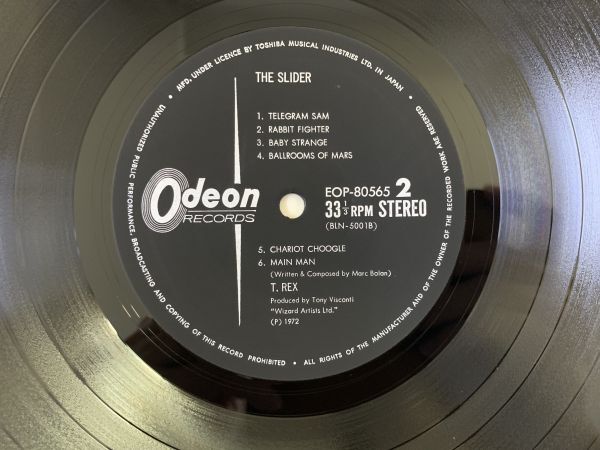 • MFD. UNDER LICENCE BY TOSHIBA MUSICAL INDUSTRIES LTD. IN JAPAN •
THE SLIDER
1. TELEGRAM SAM
2. RABBIT FIGHTER
3. BABY STRANGE
4. BALLROOMS OF MARS
Odeon
RECORDS
EOP-80565 2
33 1/3 RPM STEREO
(BLN-5001B)
5. CHARIOT CHOOGLE
6. MAIN MAN
(Written & Composed by Marc Bolan)
T. REX
Produced by Tony Visconti
"Wizard Artists Ltd."
(P) 1972
UNAUTHORIZED PUBLIC PERFORMANCE, BROADCASTING AND COPYING OF THIS RECORD PROHIBITED • ALL RIGHTS OF THE MANUFACTURER AND OF THE OWNER OF THE RECORDED WORK ARE RESERVED